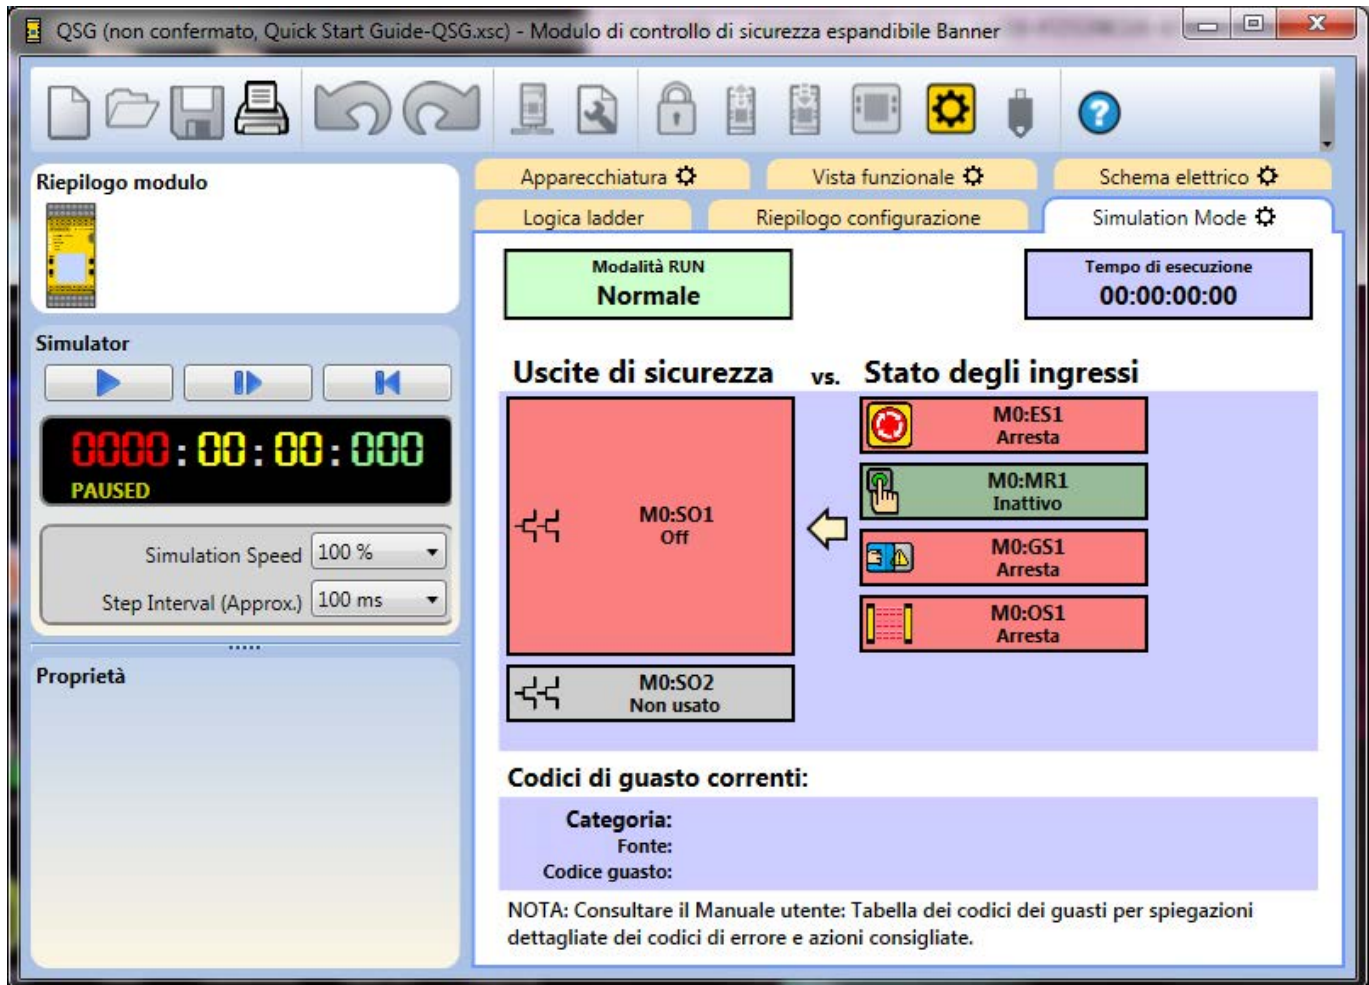 QSG (non confermato, Quick Start Guide-QSG.xsc) - Modulo di controllo di sicurezza espandibile Banner
Riepilogo modulo
Simulator
0000:00:00:000
PAUSED
Simulation Speed 100 %
Step Interval (Approx.) 100 ms
Proprietà
Apparecchiatura
Vista funzionale
Schema elettrico
Logica ladder
Riepilogo configurazione
Simulation Mode
Modalità RUN
Normale
Tempo di esecuzione
00:00:00:00
Uscite di sicurezza vs. Stato degli ingressi
M0:SO1
Off
M0:SO2
Non usato
M0:ES1
Arresta
M0:MR1
Inattivo
M0:GS1
Arresta
M0:OS1
Arresta
Codici di guasto correnti:
Categoria:
Fonte:
Codice guasto:
NOTA: Consultare il Manuale utente: Tabella dei codici dei guasti per spiegazioni
dettagliate dei codici di errore e azioni consigliate.